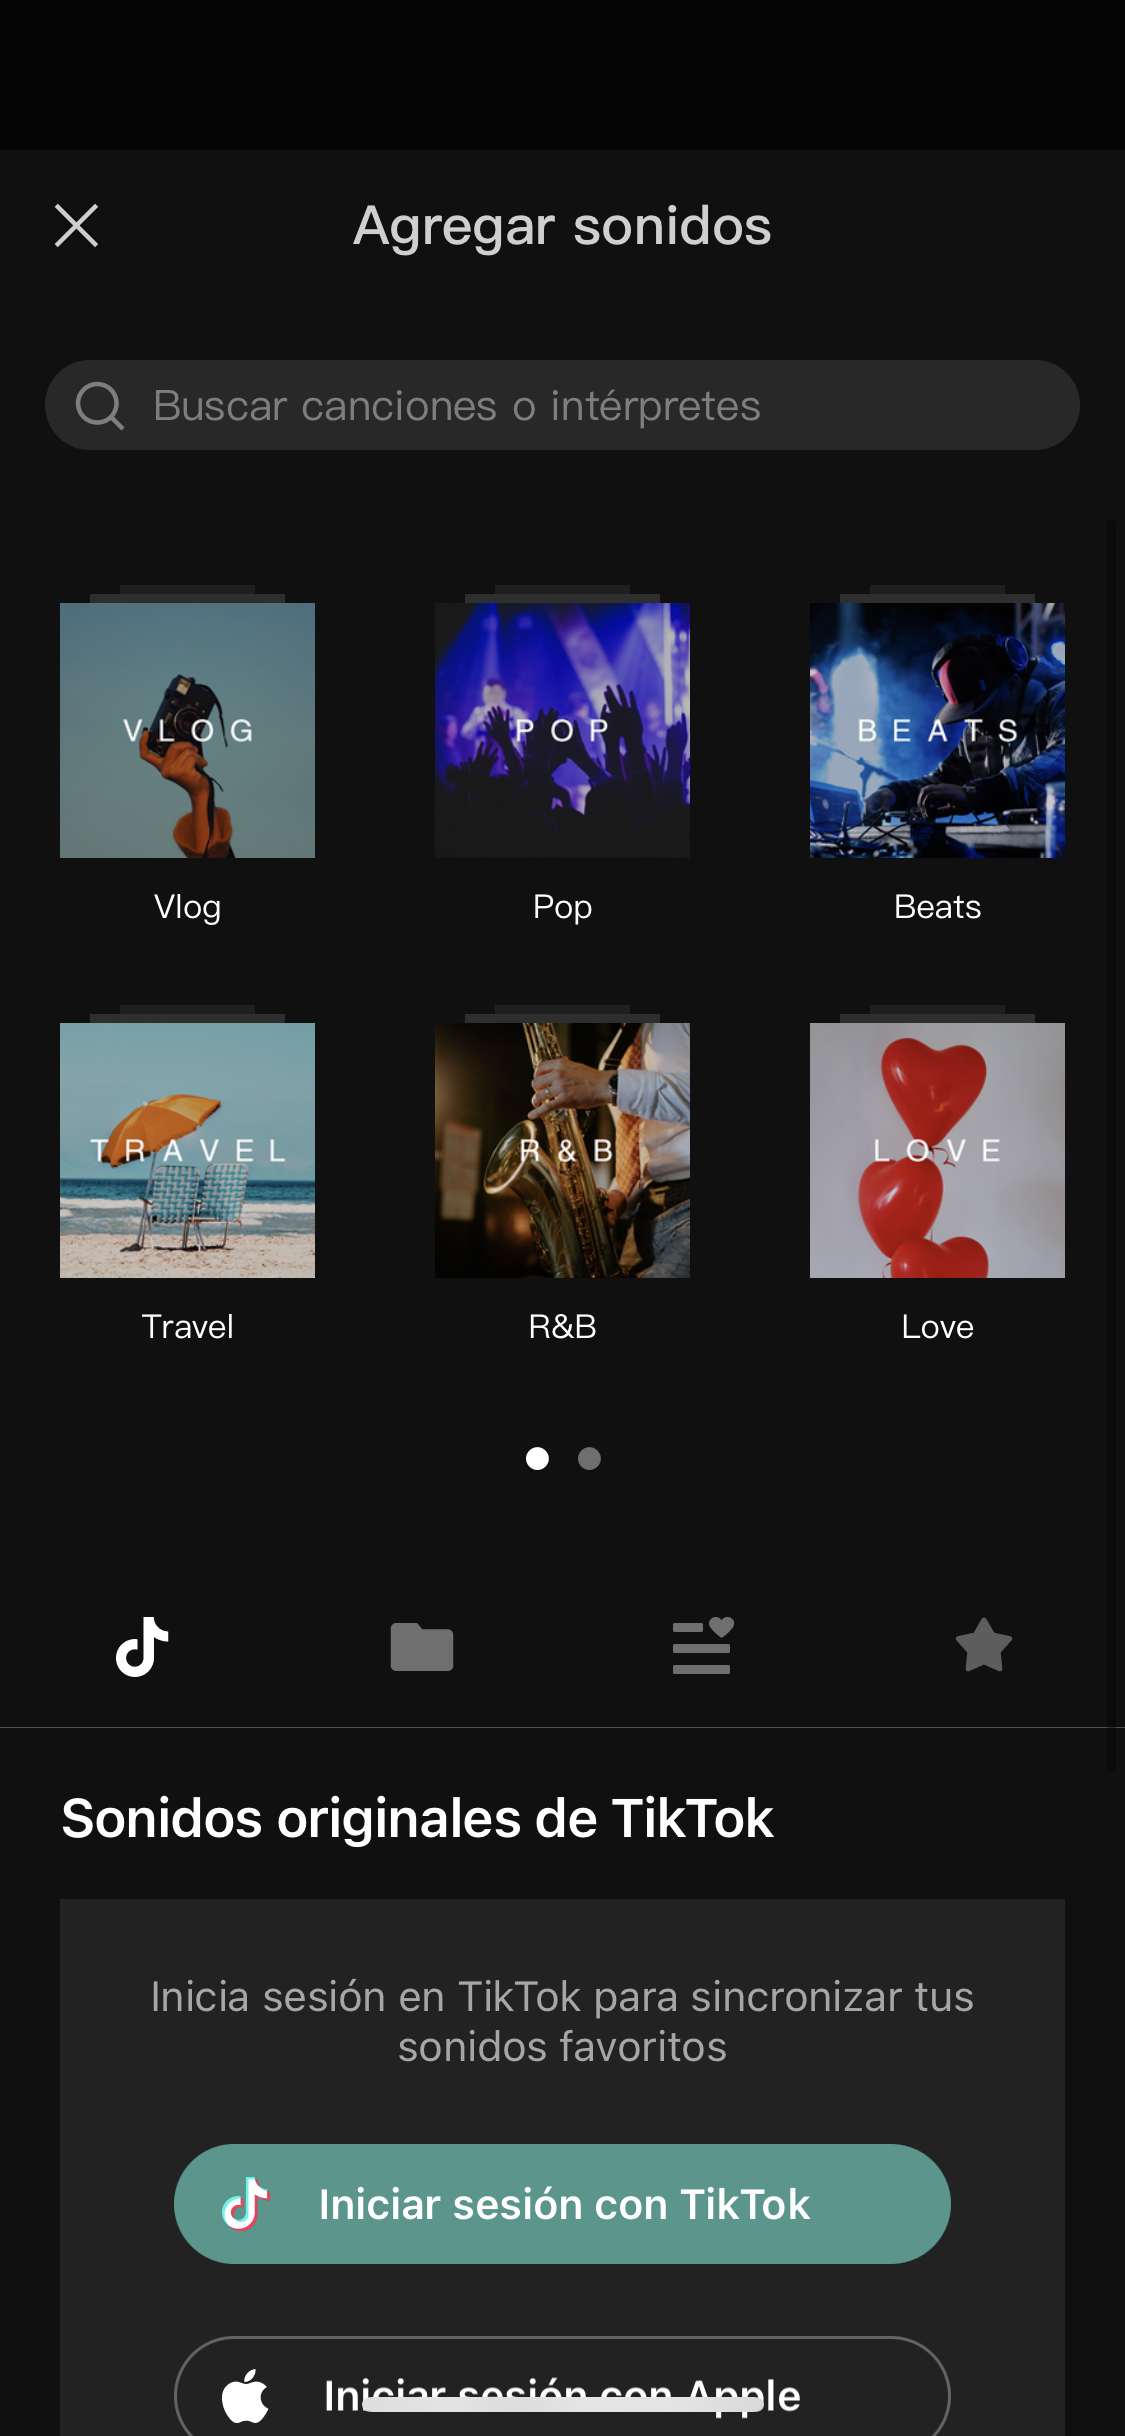 Agregar sonidos
Buscar canciones o intérpretes
VLOG
POP
BEATS
Vlog
Pop
Beats
TRAVEL
R&B
LOVE
Travel
R&B
Love
Sonidos originales de TikTok
Inicia sesión en TikTok para sincronizar tus
sonidos favoritos
Iniciar sesión con TikTok
Iniciar sesión con Apple